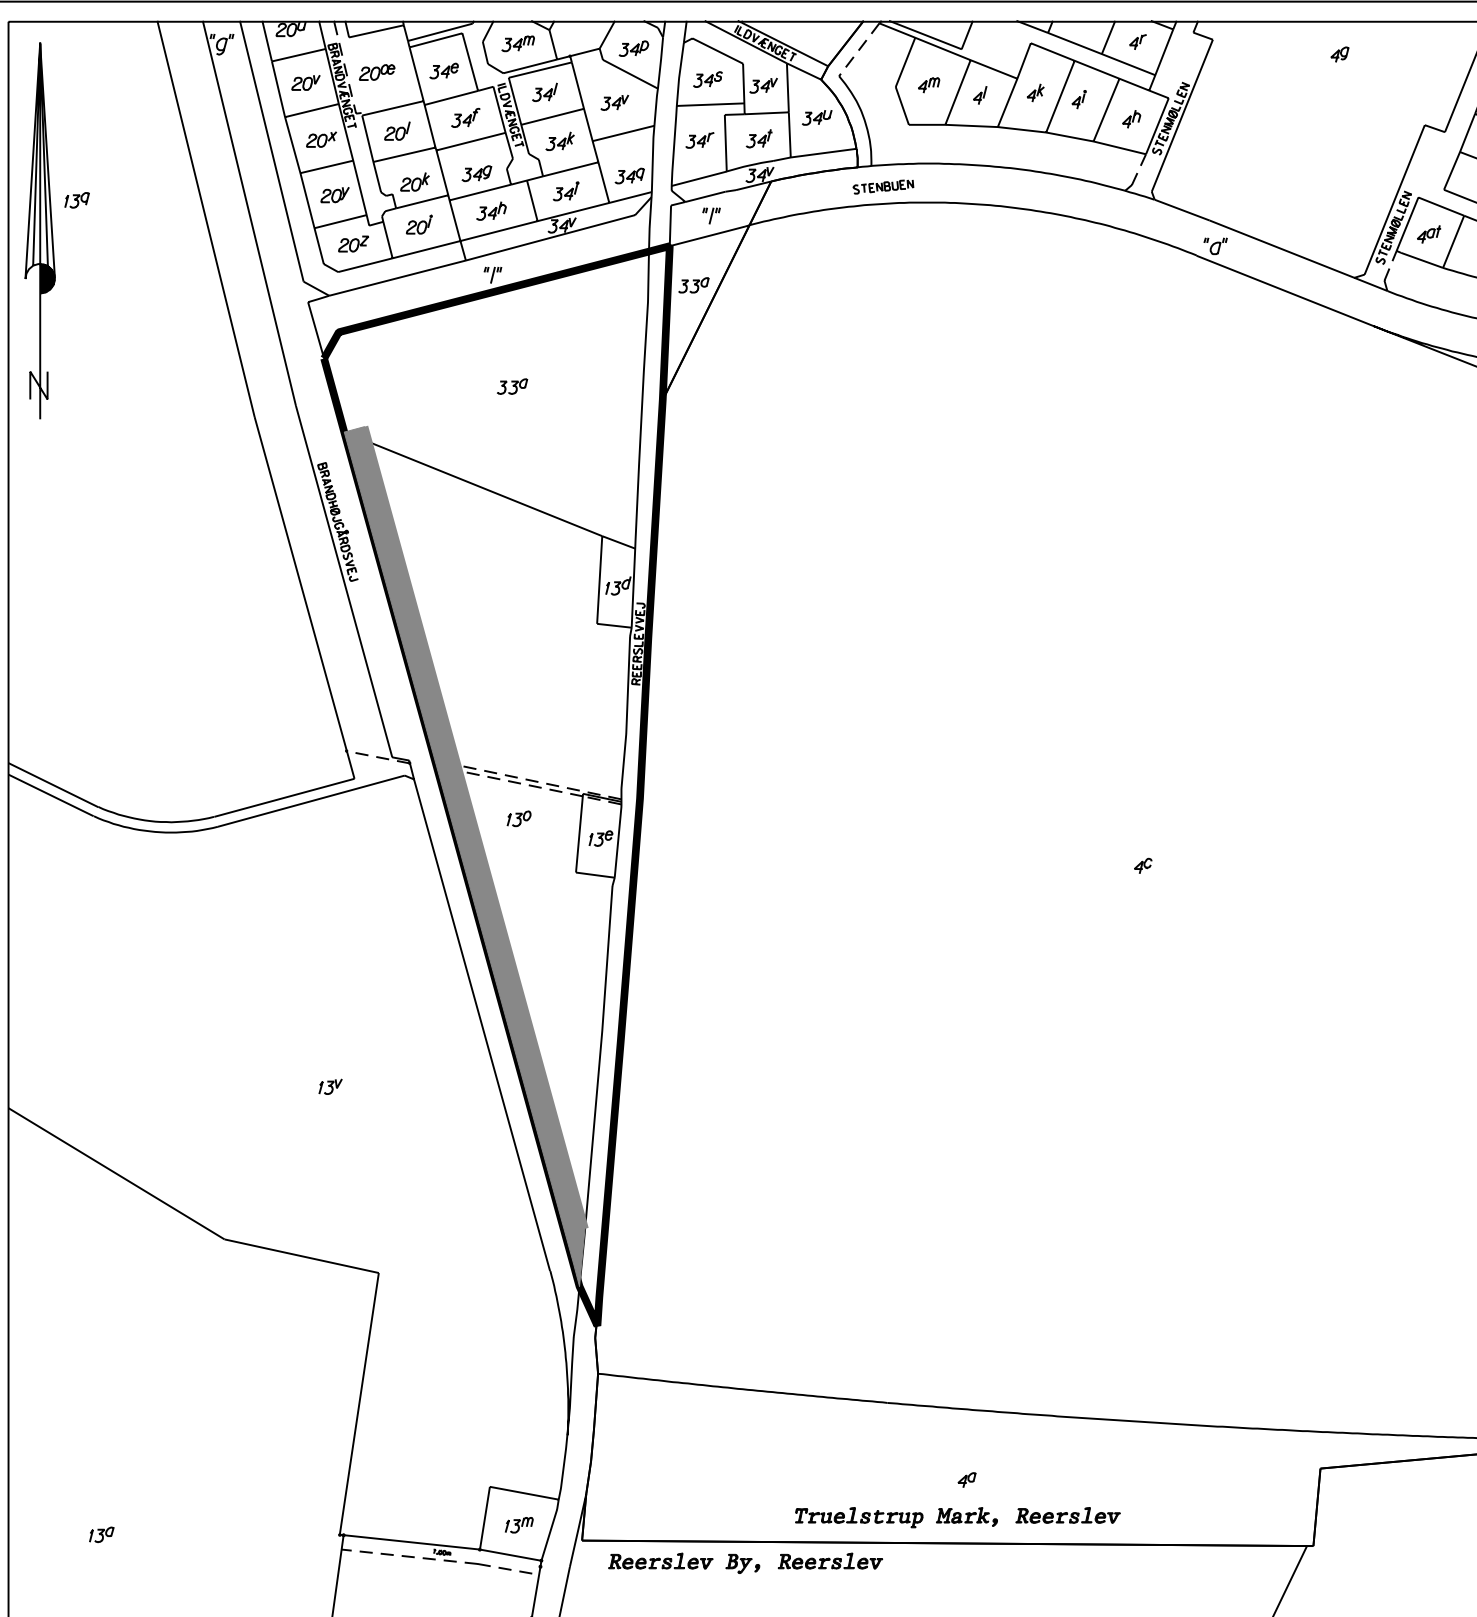 20u
"g"
BRANDVÆNGET
34m
34p
ILDVÆNGET
4r
4g
20v
20æ
34e
34s
34v
4m
4l
4k
4i
4h
STENMØLLEN
34l
34v
34u
20x
20l
34f
ILDVÆNGET
34k
34r
34t
13q
20y
20k
34g
34i
34q
34v
STENBUEN
20z
20i
34h
34v
"l"
"a"
STENMØLLEN
4at
"l"
33a
33a
N
BRANDHØJGÅRDSVEJ
13d
REERSLEVVEJ
13o
13e
4c
13v
4a
Truelstrup Mark, Reerslev
13a
13m
1.00m
Reerslev By, Reerslev